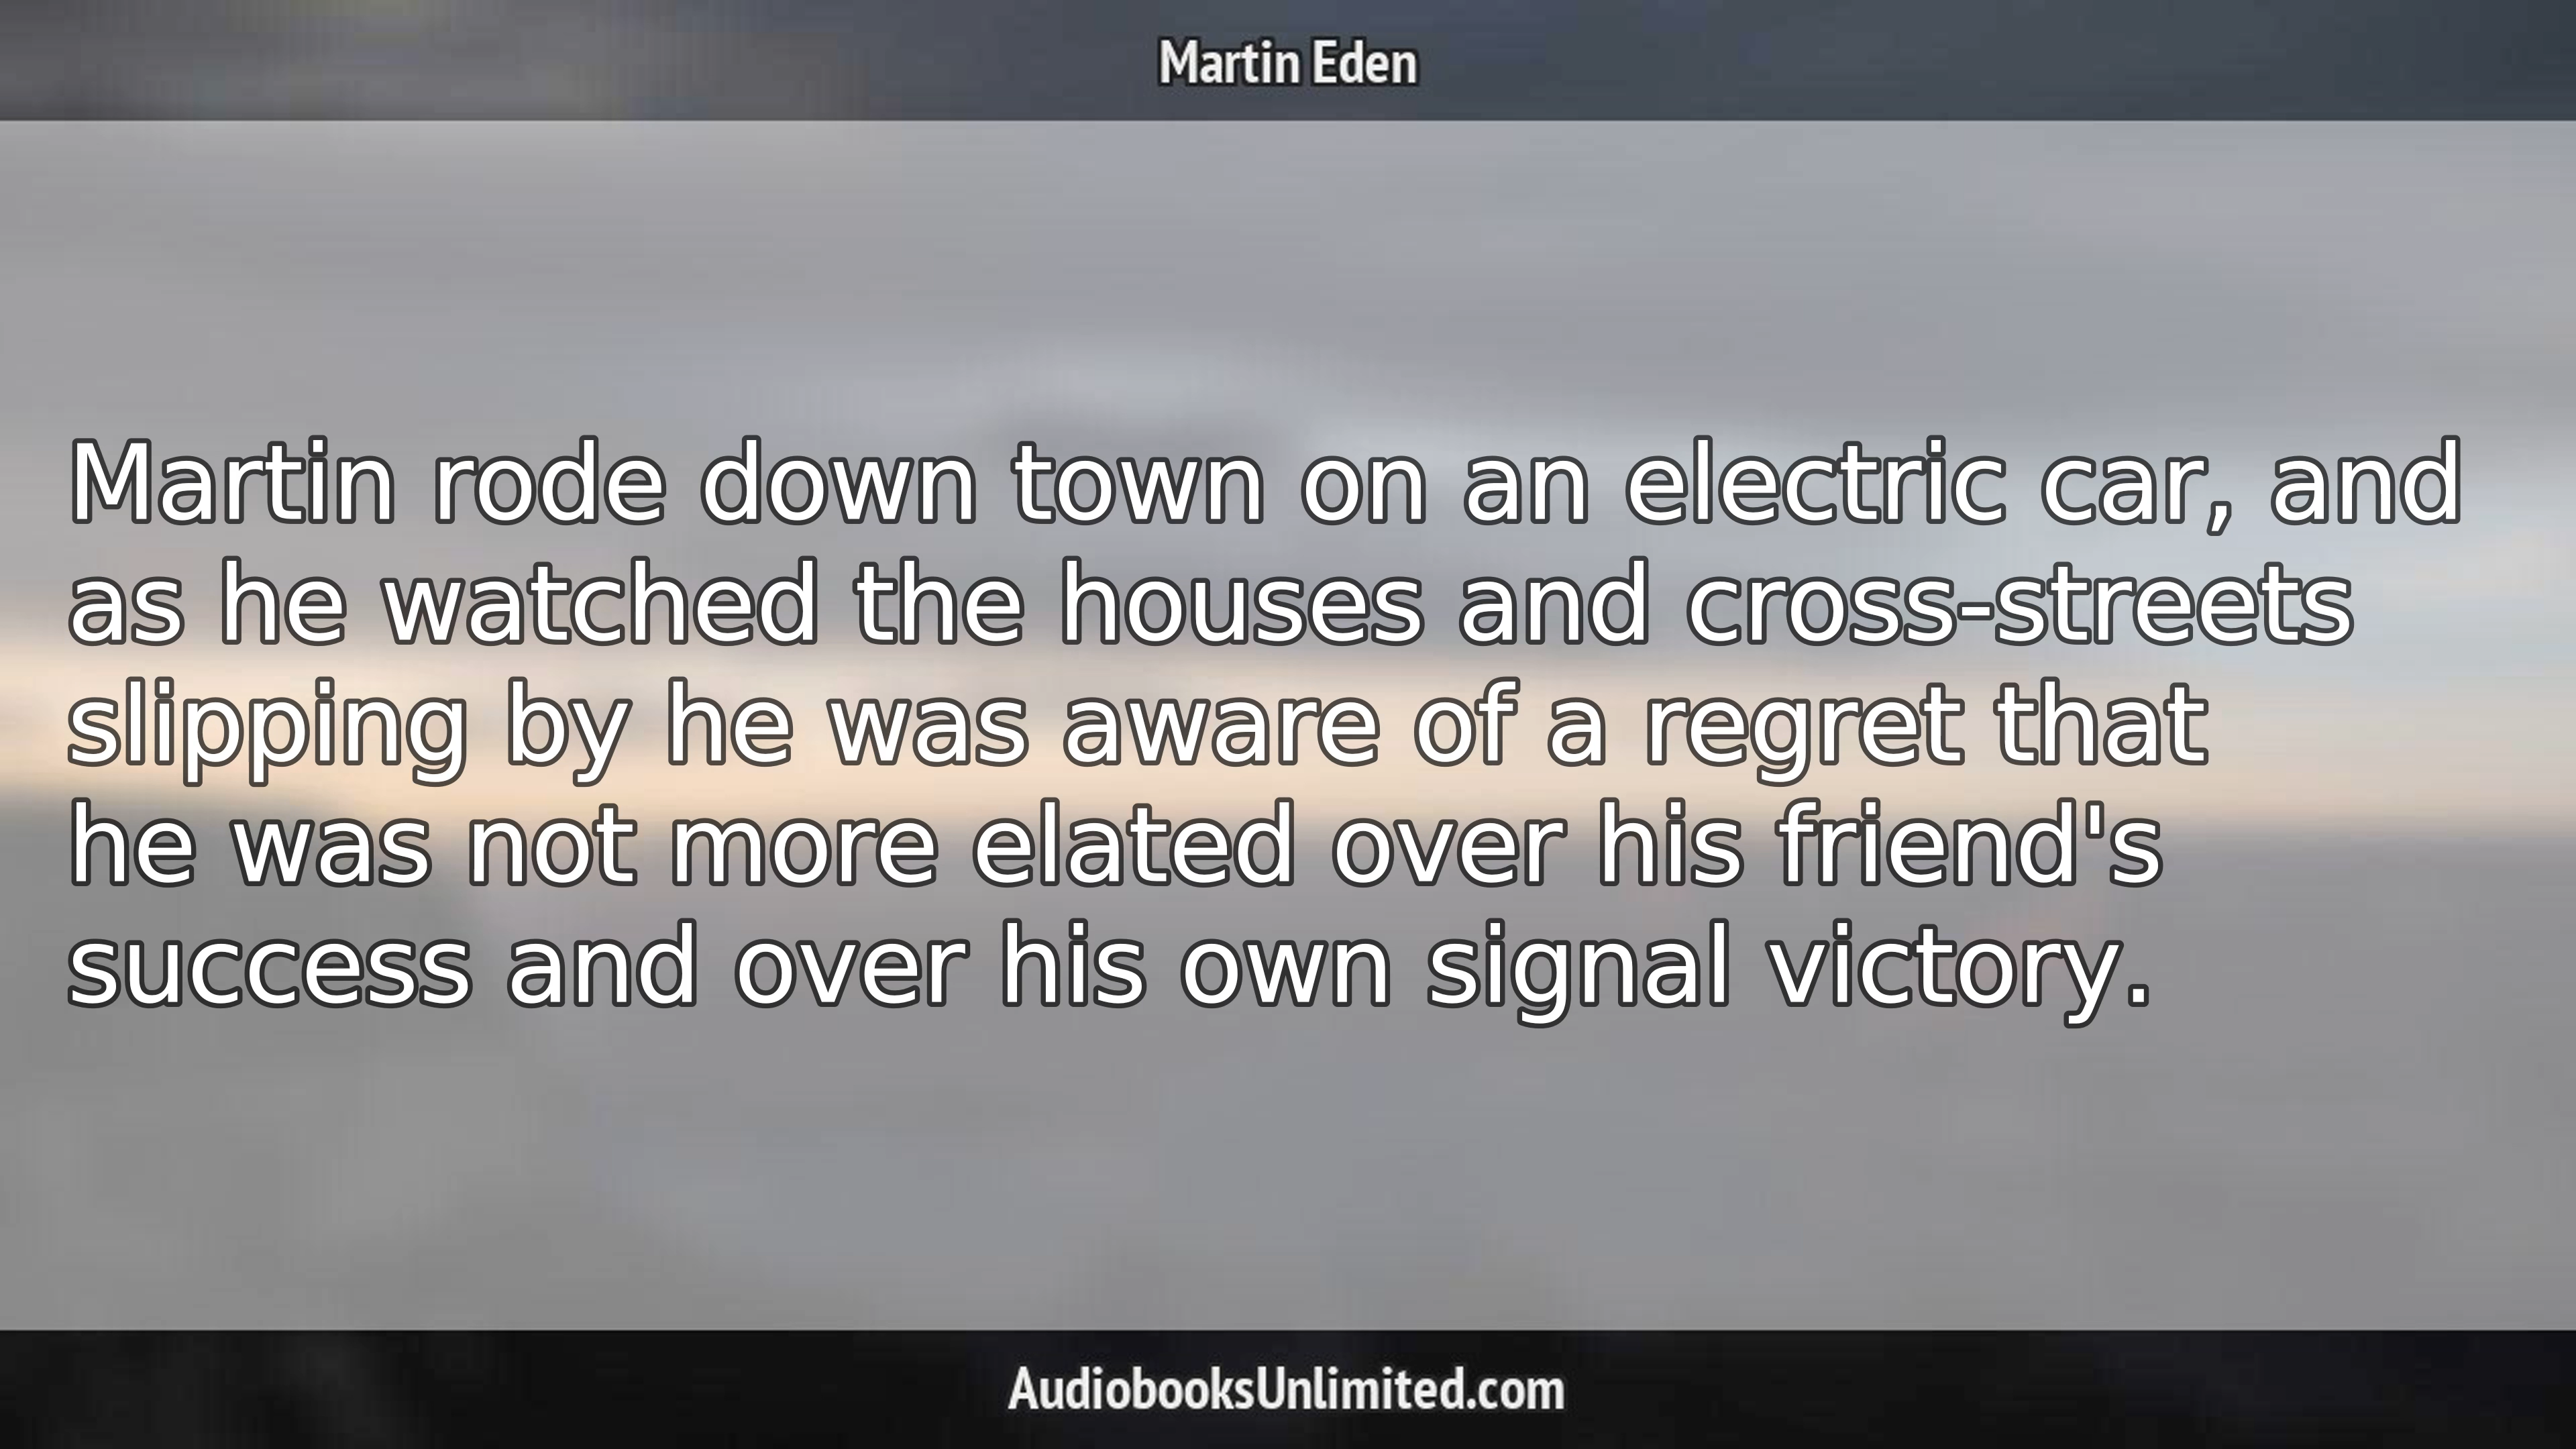 Martin Eden
Martin rode down town on an electric car, and
as he watched the houses and cross-streets
slipping by he was aware of a regret that
he was not more elated over his friend's
success and over his own signal victory.
AudiobooksUnlimited.com